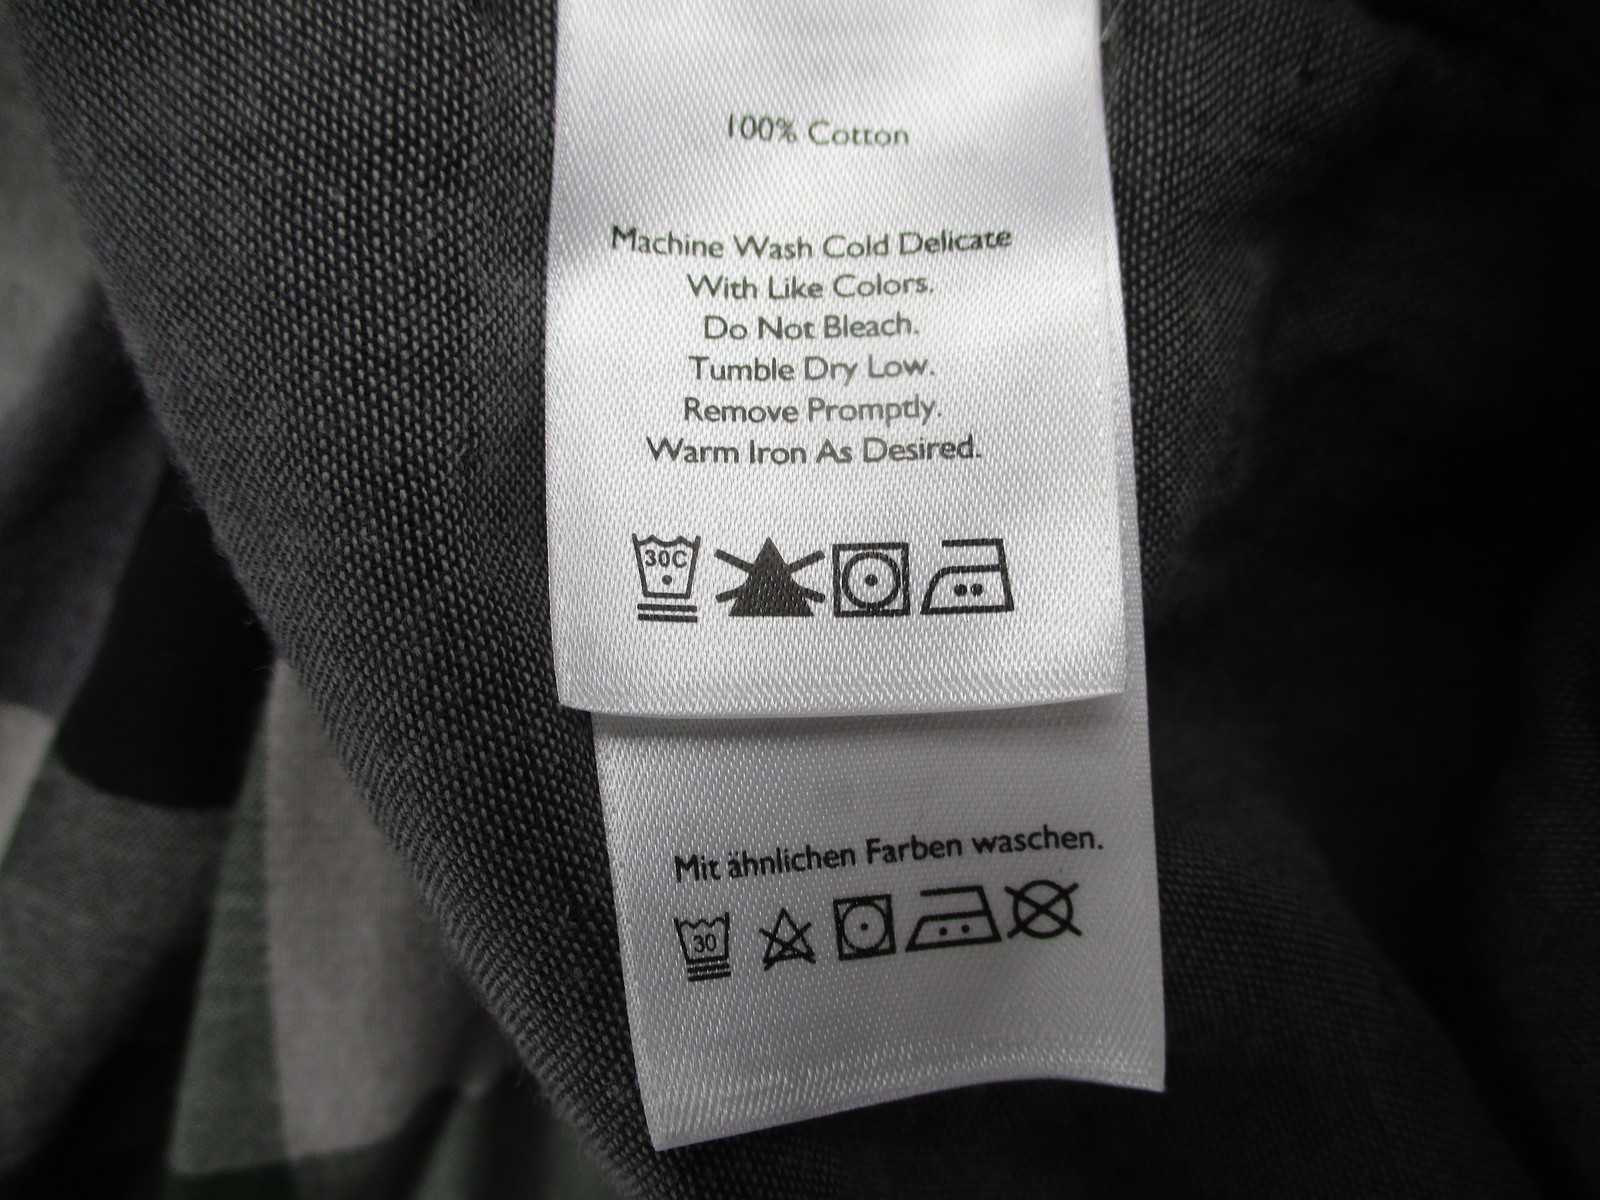 100% Cotton
Machine Wash Cold Delicate
With Like Colors.
Do Not Bleach.
Tumble Dry Low.
Remove Promptly.
Warm Iron As Desired.
30C
Mit ähnlichen Farben waschen.
30